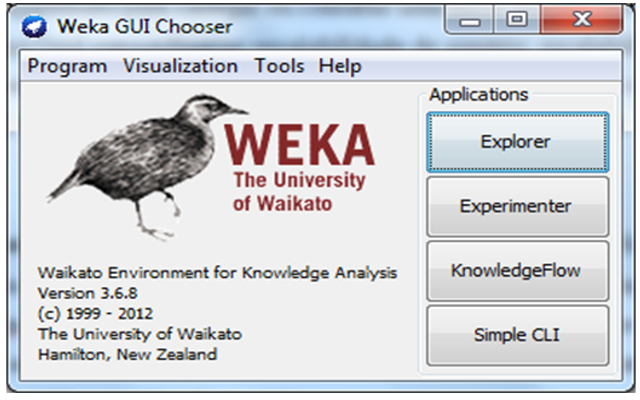 Weka GUI Chooser
Program Visualization Tools Help
WEKA
The University
of Waikato
Waikato Environment for Knowledge Analysis
Version 3.6.8
(c) 1999 - 2012
The University of Waikato
Hamilton, New Zealand
Applications
Explorer
Experimenter
KnowledgeFlow
Simple CLI